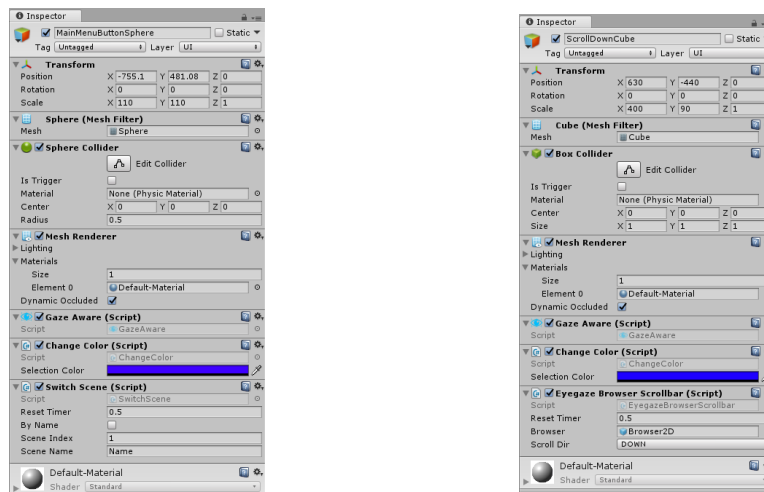 Inspector
MainMenuButtonSphere Static
Tag Untagged Layer UI
Transform
Position X -755.1 Y 481.08 Z 0
Rotation X 0 Y 0 Z 0
Scale X 110 Y 110 Z 1
Sphere (Mesh Filter)
Mesh Sphere
Sphere Collider
Edit Collider
Is Trigger
Material None (Physic Material)
Center X 0 Y 0 Z 0
Radius 0.5
Mesh Renderer
Lighting
Materials
Size 1
Element 0 Default-Material
Dynamic Occluded
Gaze Aware (Script)
Script GazeAware
Change Color (Script)
Script ChangeColor
Selection Color
Switch Scene (Script)
Script SwitchScene
Reset Timer 0.5
By Name
Scene Index 1
Scene Name Name
Default-Material
Shader Standard
Inspector
ScrollDownCube Static
Tag Untagged Layer UI
Transform
Position X 630 Y -440 Z 0
Rotation X 0 Y 0 Z 0
Scale X 400 Y 90 Z 1
Cube (Mesh Filter)
Mesh Cube
Box Collider
Edit Collider
Is Trigger
Material None (Physic Material)
Center X 0 Y 0 Z 0
Size X 1 Y 1 Z 1
Mesh Renderer
Lighting
Materials
Size 1
Element 0 Default-Material
Dynamic Occluded
Gaze Aware (Script)
Script GazeAware
Change Color (Script)
Script ChangeColor
Selection Color
Eyegaze Browser Scrollbar (Script)
Script EyegazeBrowserScrollbar
Reset Timer 0.5
Browser Browser2D
Scroll Dir DOWN
Default-Material
Shader Standard